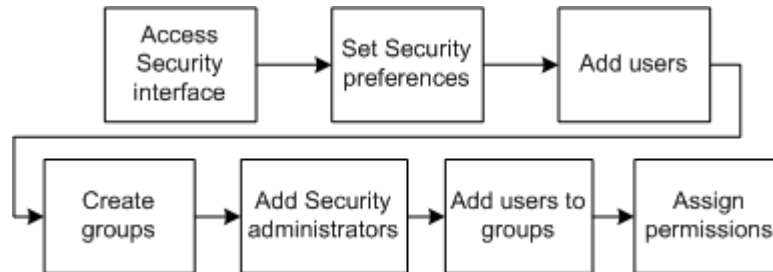 Access
Security
interface
Set Security
preferences
Add users
Create
groups
Add Security
administrators
Add users to
groups
Assign
permissions